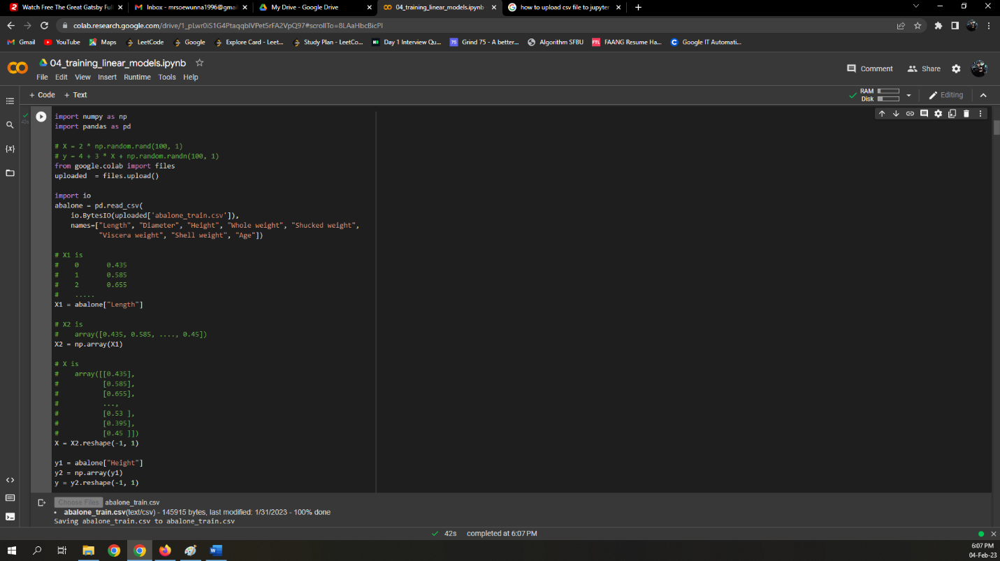 Watch Free The Great Gatsby Full
Inbox - mrsoewunna1996@gmai
My Drive - Google Drive
04_training_linear_models.ipynb
how to upload csv file to jupyter
colab.research.google.com/drive/1_pLwr0iS1G4PtaqqbIVPet5rFA2VpQ97#scrollTo=8LAaHbcBicPI
Gmail YouTube Maps LeetCode Google Explore Card - Leet... Study Plan - LeetCo... Day 1 Interview Qu... 75 Grind 75 - A better... Algorithm SFBU FTL FAANG Resume Ha... Google IT Automati...
04_training_linear_models.ipynb
File Edit View Insert Runtime Tools Help
Comment Share
+ Code + Text
RAM
Disk
Editing
42s
import numpy as np
import pandas as pd
# X = 2 * np.random.rand(100, 1)
# y = 4 + 3 * X + np.random.randn(100, 1)
from google.colab import files
uploaded = files.upload()
import io
abalone = pd.read_csv(
io.BytesIO(uploaded['abalone_train.csv']),
names=["Length", "Diameter", "Height", "Whole weight", "Shucked weight",
"Viscera weight", "Shell weight", "Age"])
# X1 is
# 0 0.435
# 1 0.585
# 2 0.655
# .....
X1 = abalone["Length"]
# X2 is
# array([0.435, 0.585, ...., 0.45])
X2 = np.array(X1)
# X is
# array([[0.435],
# [0.585],
# [0.655],
# ...,
# [0.53 ],
# [0.395],
# [0.45 ]])
X = X2.reshape(-1, 1)
y1 = abalone["Height"]
y2 = np.array(y1)
y = y2.reshape(-1, 1)
Choose Files abalone_train.csv
• abalone_train.csv(text/csv) - 145915 bytes, last modified: 1/31/2023 - 100% done
Saving abalone_train.csv to abalone_train.csv
42s completed at 6:07 PM
6:07 PM
04-Feb-23